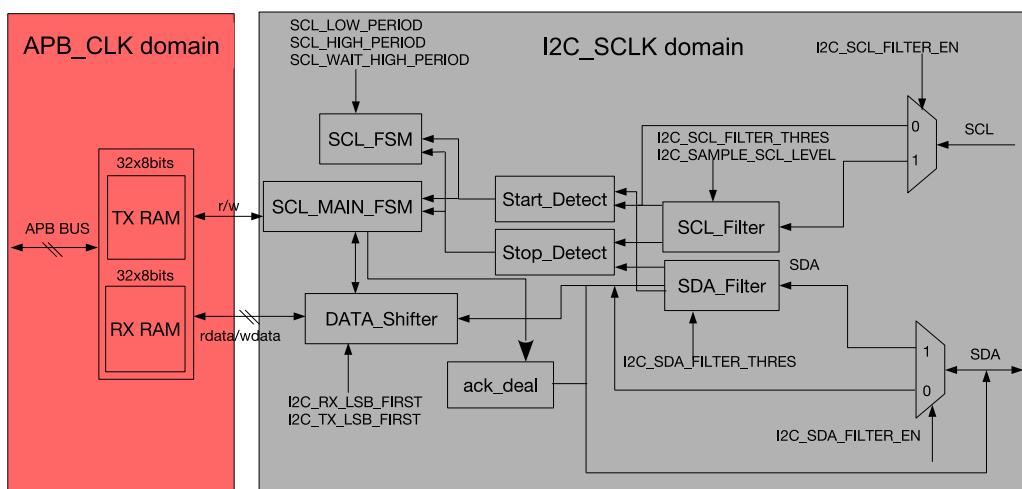 APB_CLK domain
32x8bits
TX RAM
APB BUS
32x8bits
RX RAM
r/w
rdata/wdata
I2C_SCLK domain
SCL_LOW_PERIOD
SCL_HIGH_PERIOD
SCL_WAIT_HIGH_PERIOD
I2C_SCL_FILTER_EN
SCL_FSM
I2C_SCL_FILTER_THRES
I2C_SAMPLE_SCL_LEVEL
0
1
SCL
SCL_MAIN_FSM
Start_Detect
SCL_Filter
Stop_Detect
SDA
SDA_Filter
DATA_Shifter
I2C_SDA_FILTER_THRES
1
0
SDA
ack_deal
I2C_RX_LSB_FIRST
I2C_TX_LSB_FIRST
I2C_SDA_FILTER_EN